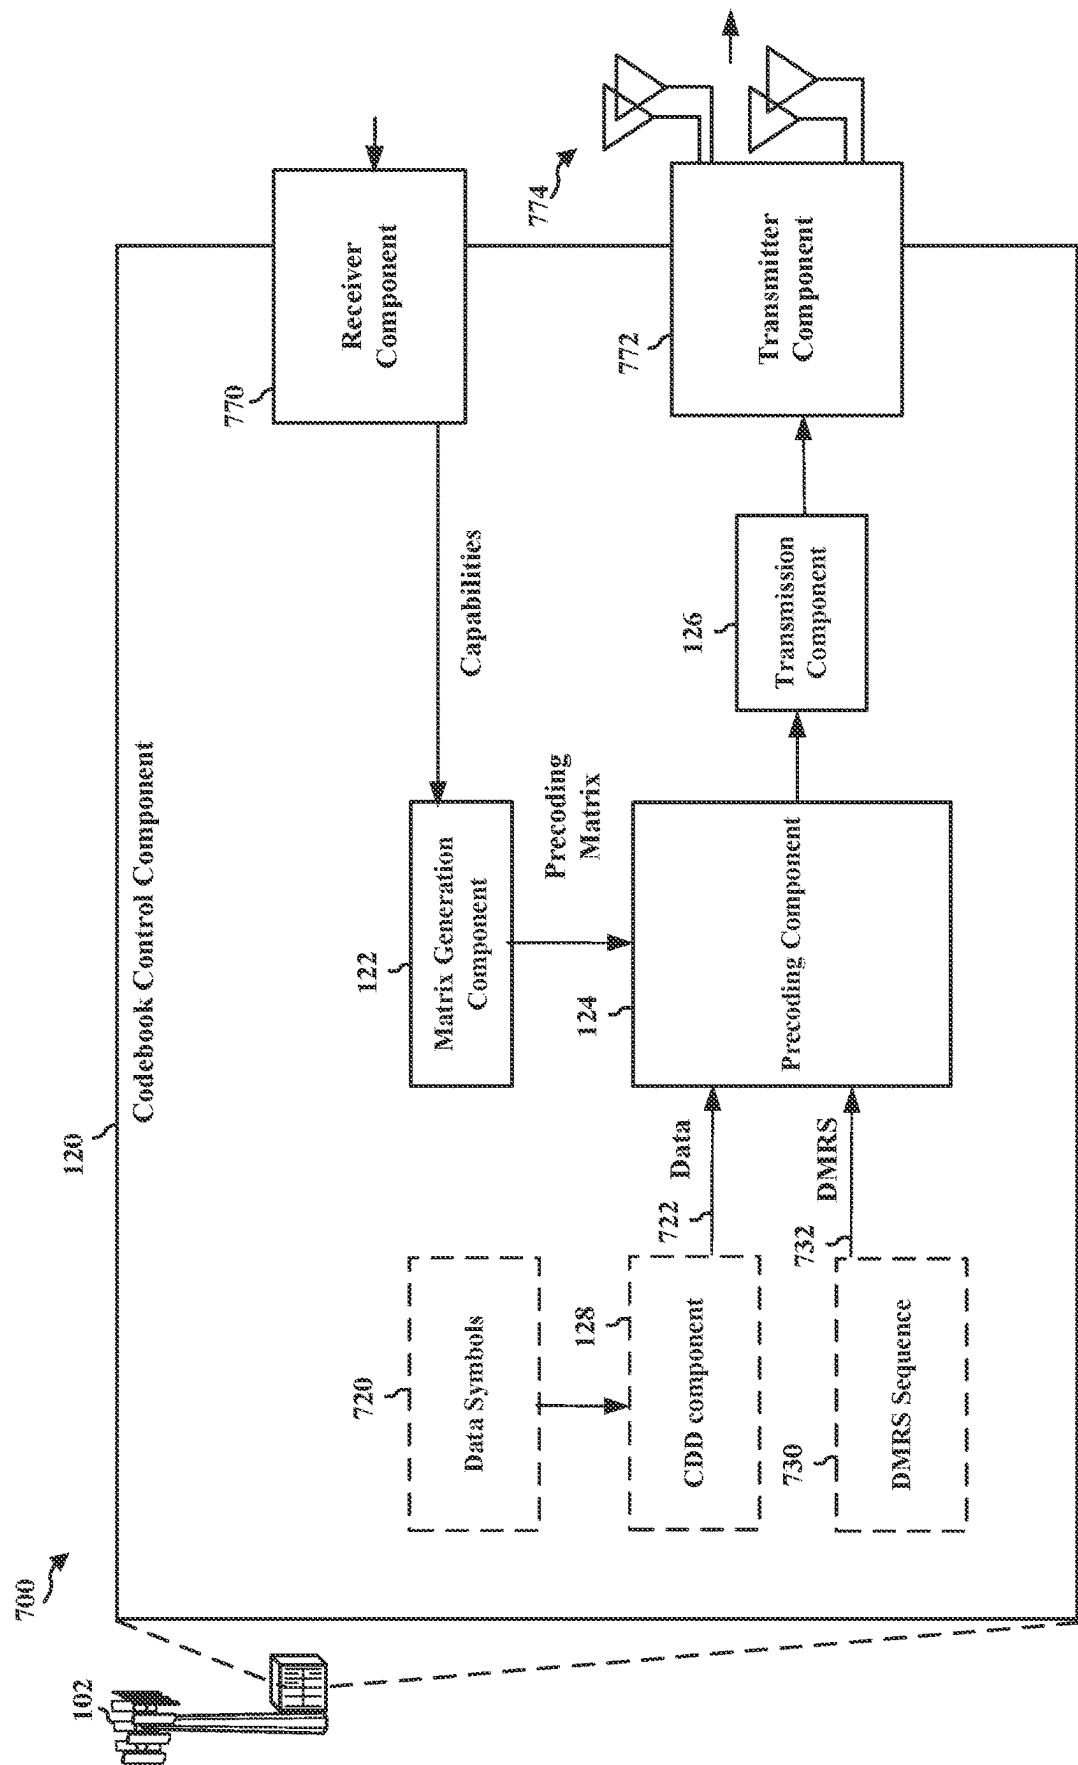 700
102
120
Codebook Control Component
720
Data Symbols
122
Matrix Generation
Component
Capabilities
770
Receiver
Component
Precoding
Matrix
128
CDD component
722
Data
124
Precoding Component
126
Transmission
Component
772
Transmitter
Component
774
730
DMRS Sequence
732
DMRS